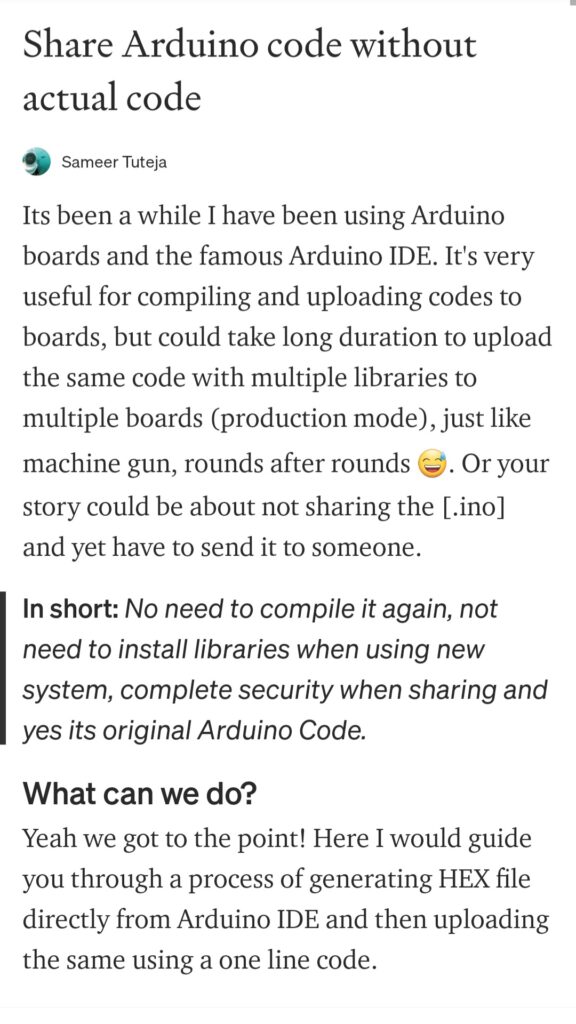 Share Arduino code without
actual code
Sameer Tuteja
Its been a while I have been using Arduino
boards and the famous Arduino IDE. It's very
useful for compiling and uploading codes to
boards, but could take long duration to upload
the same code with multiple libraries to
multiple boards (production mode), just like
machine gun, rounds after rounds 😅. Or your
story could be about not sharing the [.ino]
and yet have to send it to someone.
In short: No need to compile it again, not
need to install libraries when using new
system, complete security when sharing and
yes its original Arduino Code.
What can we do?
Yeah we got to the point! Here I would guide
you through a process of generating HEX file
directly from Arduino IDE and then uploading
the same using a one line code.